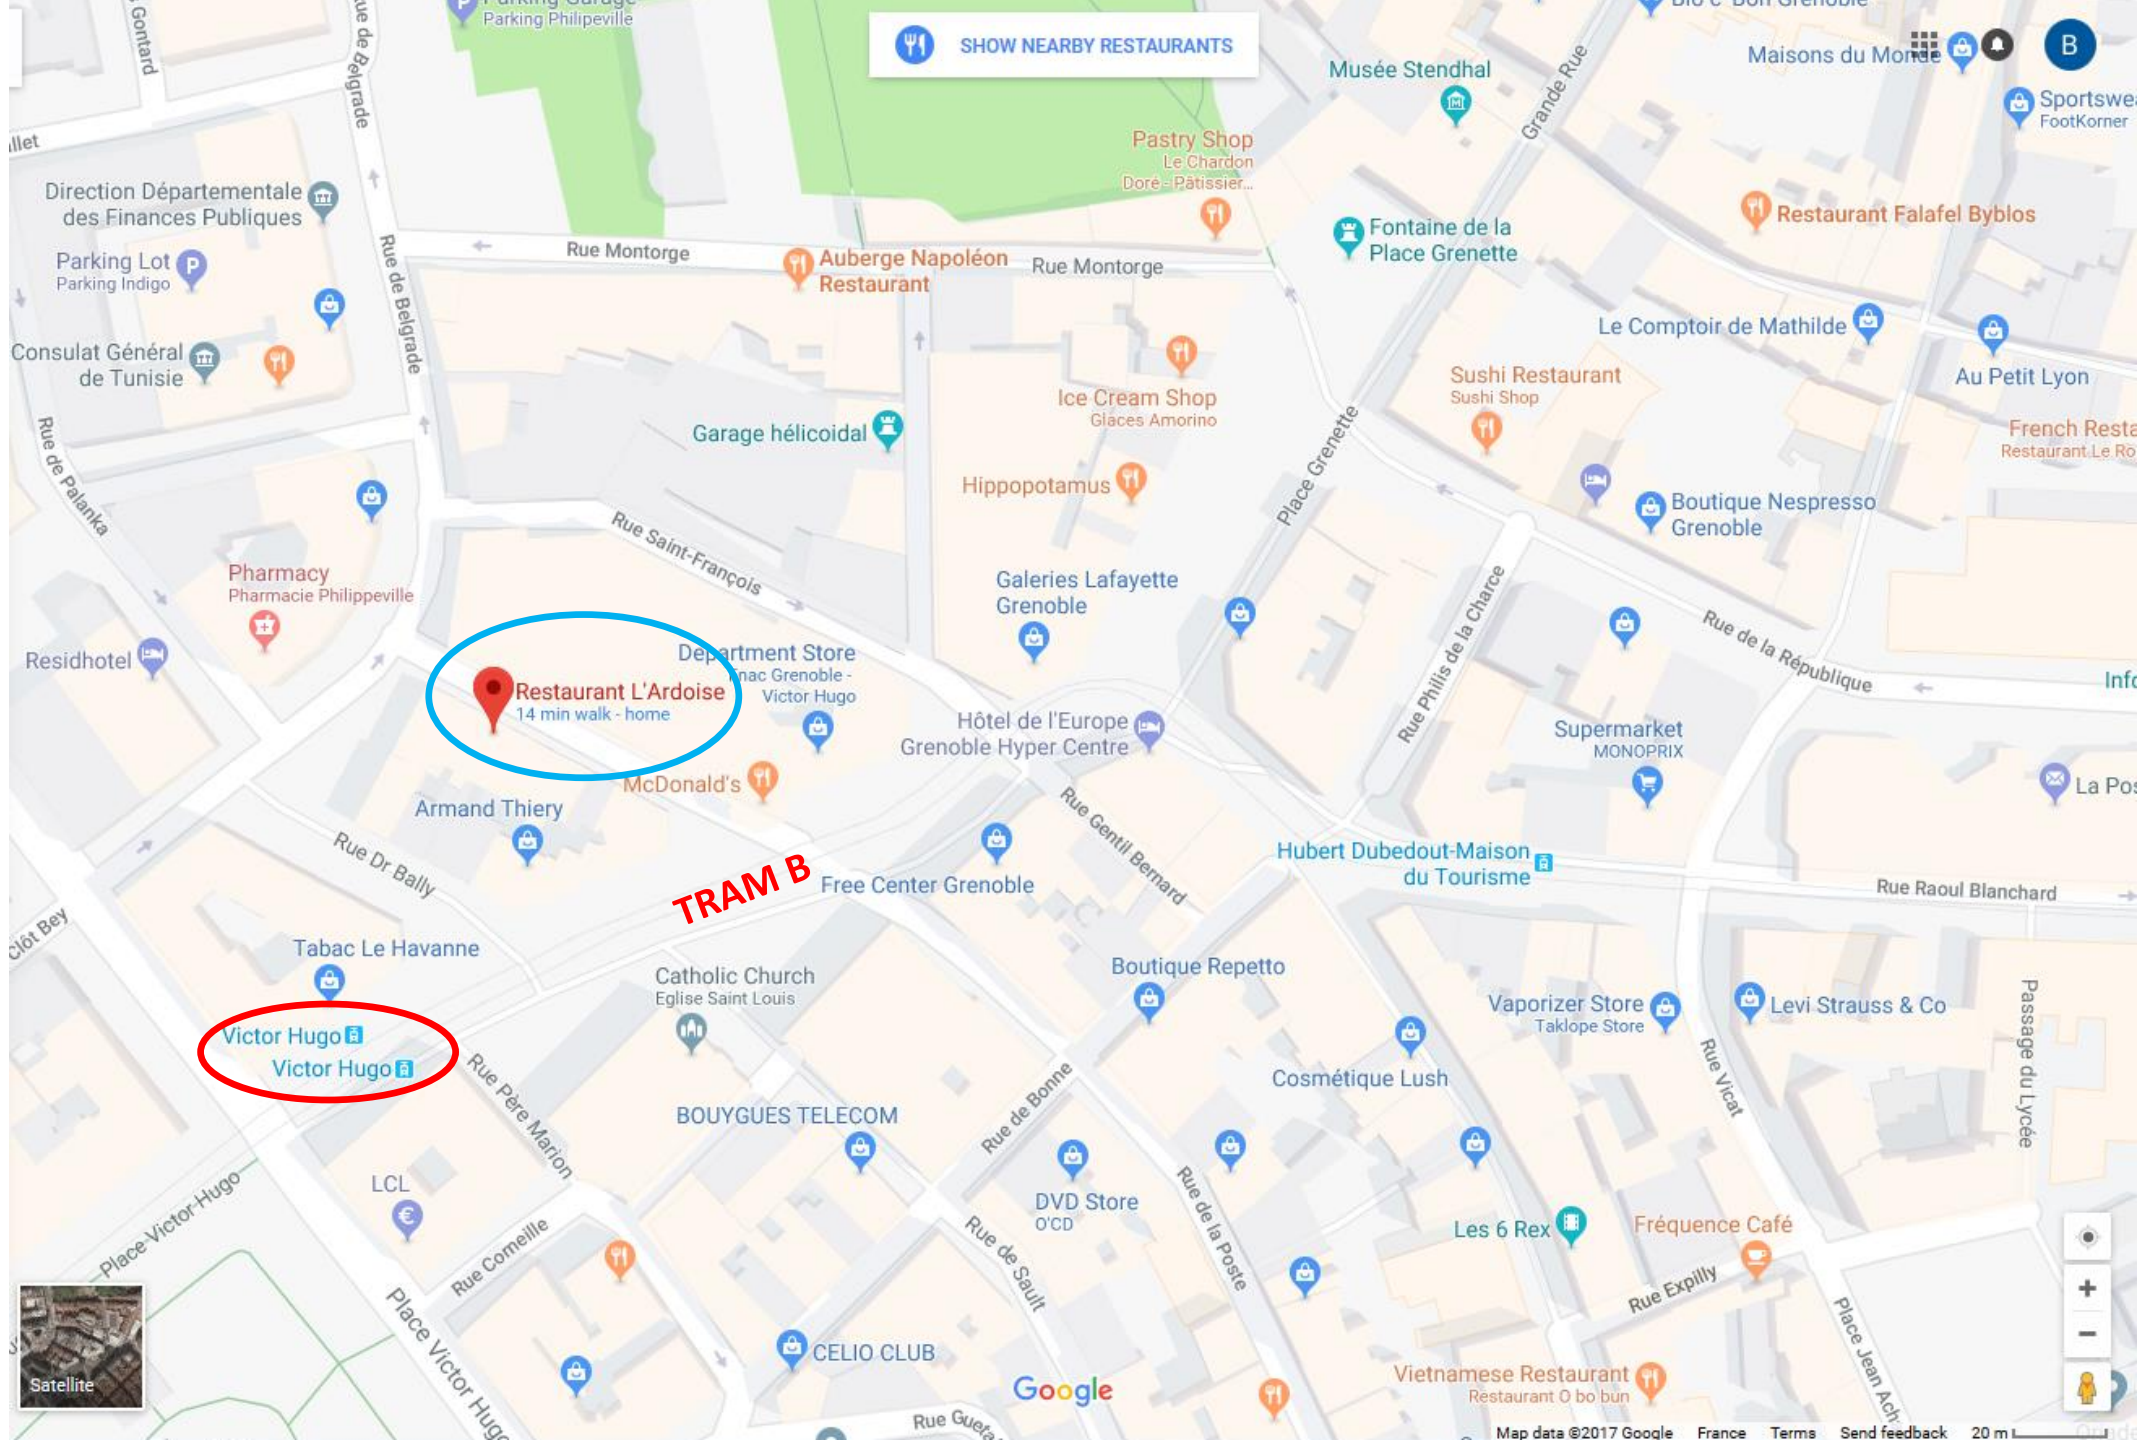 Parking Garage
Parking Philipeville
Gontard
Rue de Belgrade
SHOW NEARBY RESTAURANTS
Bio c' Bon Grenoble
Musée Stendhal
Grande Rue
Maisons du Monde
B
FootKorner
Pastry Shop
Le Chardon
Doré - Pâtissier...
Direction Départementale
des Finances Publiques
Restaurant Falafel Byblos
Fontaine de la
Place Grenette
Parking Lot
Parking Indigo
P
Rue Montorge
Auberge Napoléon
Restaurant
Rue Montorge
Rue de Belgrade
Le Comptoir de Mathilde
Consulat Général
de Tunisie
Au Petit Lyon
Sushi Restaurant
Sushi Shop
Ice Cream Shop
Glaces Amorino
Garage hélicoidal
Place Grenette
French
Rue de Palanka
Hippopotamus
Boutique Nespresso
Grenoble
Rue Saint-François
Pharmacy
Pharmacie Philippeville
Galeries Lafayette
Grenoble
Rue Philis de la Charce
Rue de la République
Residhotel
Department Store
Fnac Grenoble -
Victor Hugo
Restaurant L'Ardoise
14 min walk - home
Hôtel de l'Europe
Grenoble Hyper Centre
Supermarket
MONOPRIX
McDonald's
Armand Thiery
Rue Gentil Bernard
Rue Dr Bally
TRAM B
Free Center Grenoble
Hubert Dubedout-Maison
du Tourisme
Rue Raoul Blanchard
Clôt Bey
Tabac Le Havanne
Catholic Church
Eglise Saint Louis
Boutique Repetto
Vaporizer Store
Taklope Store
Levi Strauss & Co
Passage du Lycée
Victor Hugo
Victor Hugo
Rue Père Marion
Cosmétique Lush
Rue Vicat
BOUYGUES TELECOM
Rue de Bonne
LCL
€
Place Victor-Hugo
DVD Store
O'CD
Rue de la Poste
Les 6 Rex
Fréquence Café
Rue Corneille
Rue de Sault
Rue Expilly
Place Victor Hugo
Satellite
CELIO CLUB
Google
Vietnamese Restaurant
Restaurant O bo bun
Place Jean Ach
Map data ©2017 Google France Terms Send feedback 20 m